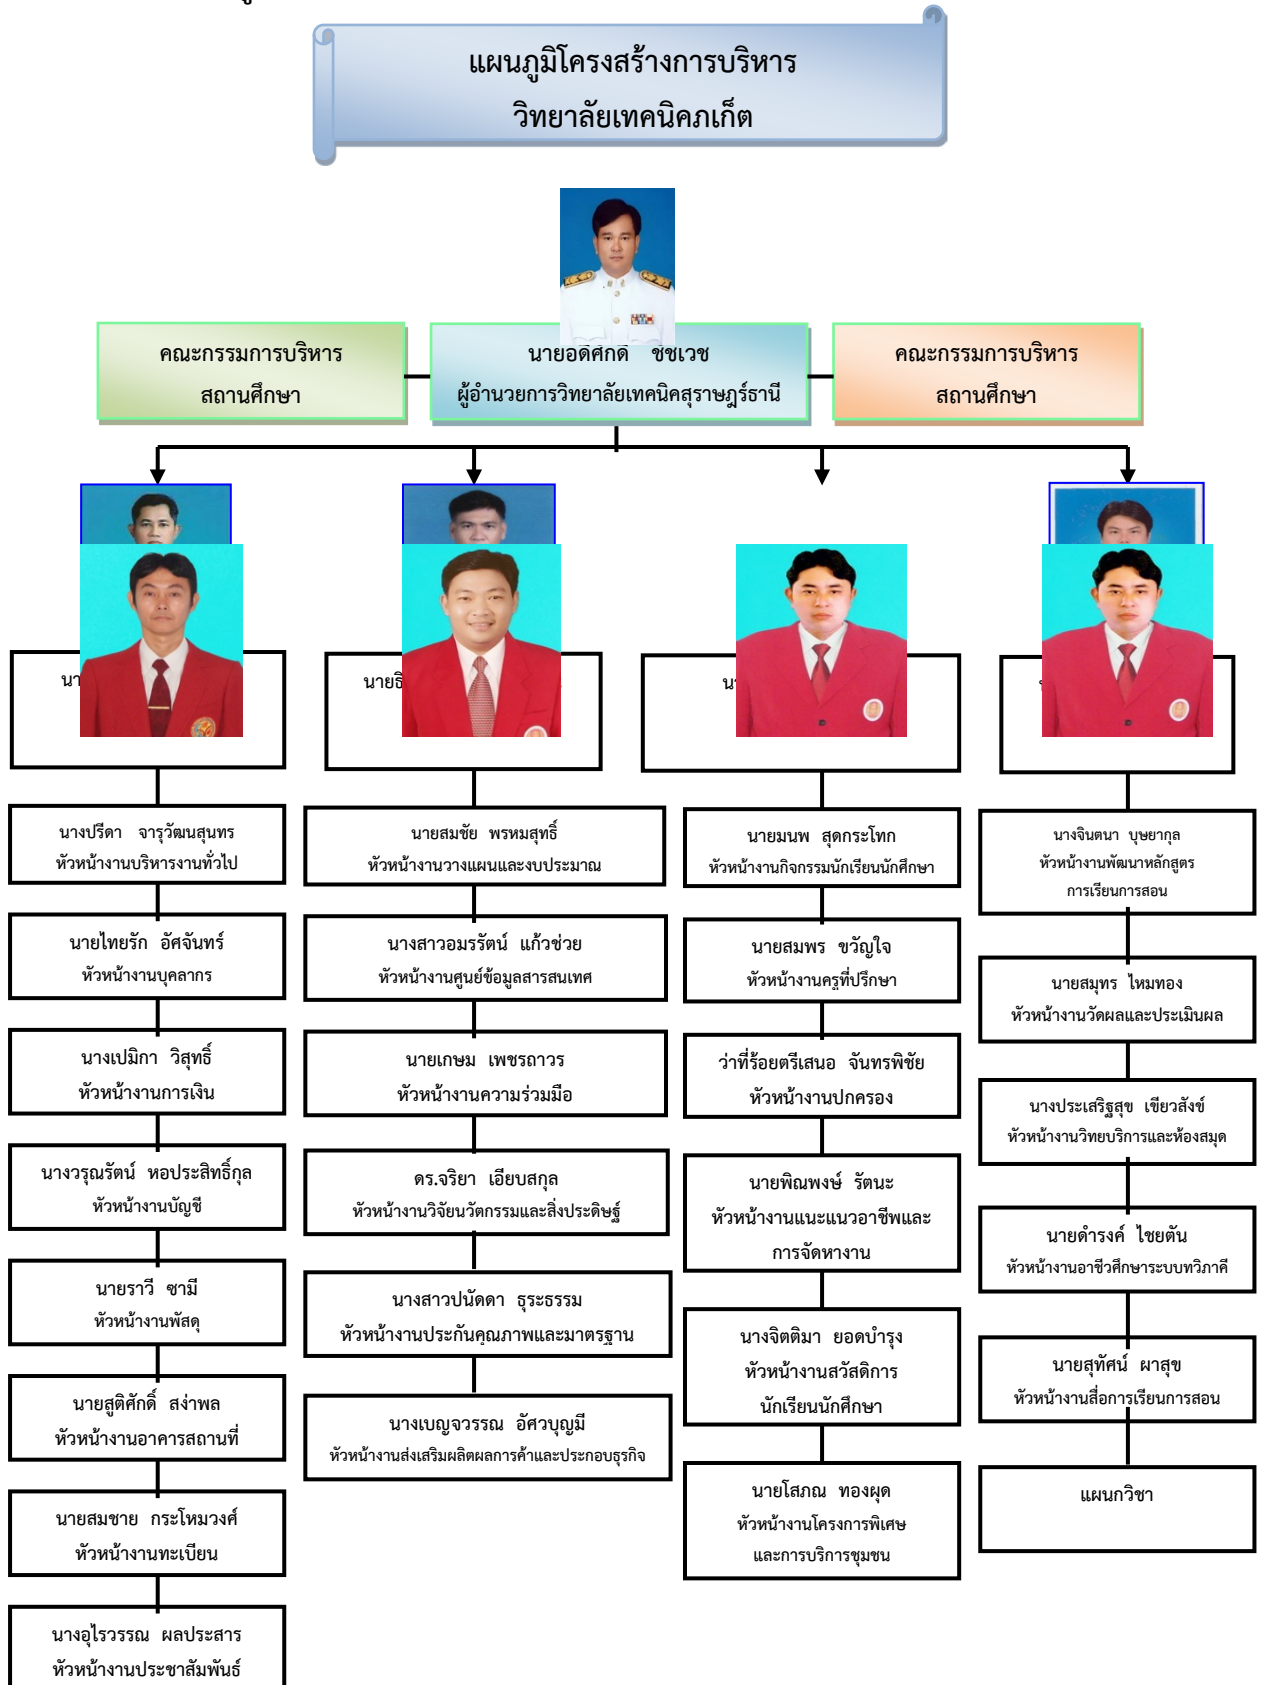 แผนภูมิโครงสร้างการบริหาร
วิทยาลัยเทคนิคภเก็ต
คณะกรรมการบริหาร
สถานศึกษา
นายอดิศักดิ์ ชัชเวช
ผู้อำนวยการวิทยาลัยเทคนิคสุราษฎร์ธานี
คณะกรรมการบริหาร
สถานศึกษา
นางปรีดา จารุวัฒนสุนทร
หัวหน้างานบริหารงานทั่วไป
นายไทยรัก อัศจันทร์
หัวหน้างานบุคลากร
นางเปมิกา วิสุทธิ์
หัวหน้างานการเงิน
นางวรุณรัตน์ หอประสิทธิ์กุล
หัวหน้างานบัญชี
นายราวี ซามี
หัวหน้างานพัสดุ
นายสูติศักดิ์ สง่าพล
หัวหน้างานอาคารสถานที่
นายสมชาย กระโหมวงศ์
หัวหน้างานทะเบียน
นางอุไรวรรณ ผลประสาร
หัวหน้างานประชาสัมพันธ์
นายสมชัย พรหมสุทธิ์
หัวหน้างานวางแผนและงบประมาณ
นางสาวอมรรัตน์ แก้วช่วย
หัวหน้างานศูนย์ข้อมูลสารสนเทศ
นายเกษม เพชรถาวร
หัวหน้างานความร่วมมือ
ดร.จริยา เอียบสกุล
หัวหน้างานวิจัยนวัตกรรมและสิ่งประดิษฐ์
นางสาวปนัดดา ธุระธรรม
หัวหน้างานประกันคุณภาพและมาตรฐาน
นางเบญจวรรณ อัศวบุญมี
หัวหน้างานส่งเสริมผลิตผลการค้าและประกอบธุรกิจ
นายมนพ สุดกระโทก
หัวหน้างานกิจกรรมนักเรียนนักศึกษา
นายสมพร ขวัญใจ
หัวหน้างานครูที่ปรึกษา
ว่าที่ร้อยตรีเสนอ จันทรพิชัย
หัวหน้างานปกครอง
นายพิณพงษ์ รัตนะ
หัวหน้างานแนะแนวอาชีพและ
การจัดหางาน
นางจิตติมา ยอดบำรุง
หัวหน้างานสวัสดิการ
นักเรียนนักศึกษา
นายโสภณ ทองผุด
หัวหน้างานโครงการพิเศษ
และการบริการชุมชน
นางจินตนา บุษยากุล
หัวหน้างานพัฒนาหลักสูตร
การเรียนการสอน
นายสมุทร ไหมทอง
หัวหน้างานวัดผลและประเมินผล
นางประเสริฐสุข เขียวสังข์
หัวหน้างานวิทยบริการและห้องสมุด
นายดำรงค์ ไชยตัน
หัวหน้างานอาชีวศึกษาระบบทวิภาคี
นายสุทัศน์ ผาสุข
หัวหน้างานสื่อการเรียนการสอน
แผนกวิชา